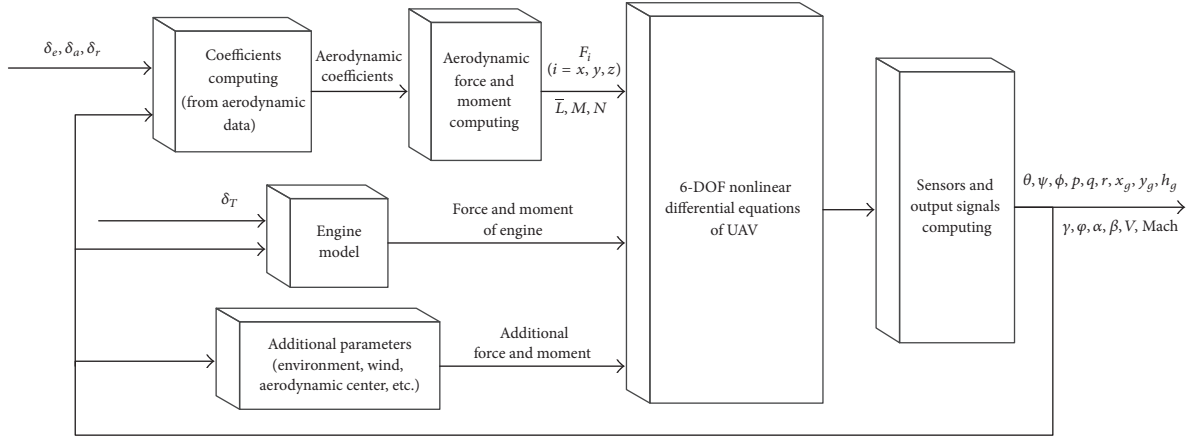 δe, δa, δr
Coefficients
computing
(from aerodynamic
data)
Aerodynamic
coefficients
Aerodynamic
force and
moment
computing
Fi
(i = x, y, z)
L̅, M, N
δT
Engine
model
Force and moment
of engine
Additional parameters
(environment, wind,
aerodynamic center, etc.)
Additional
force and moment
6-DOF nonlinear
differential equations
of UAV
Sensors and
output signals
computing
θ, ψ, ϕ, p, q, r, xg, yg, hg
γ, φ, α, β, V, Mach